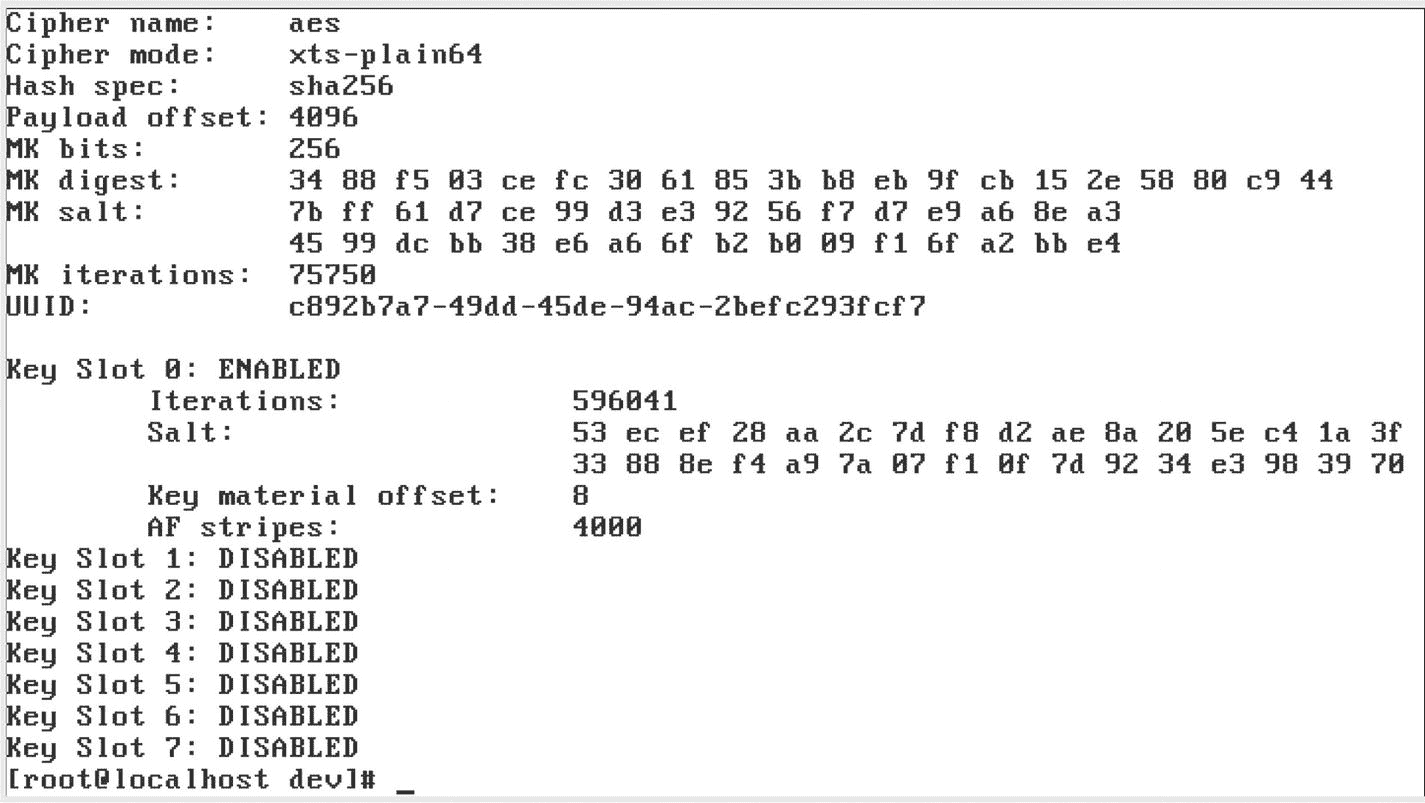 Cipher name:    aes
Cipher mode:    xts-plain64
Hash spec:      sha256
Payload offset: 4096
MK bits:        256
MK digest:      34 88 f5 03 ce fc 30 61 85 3b b8 eb 9f cb 15 2e 58 80 c9 44
MK salt:        7b ff 61 d7 ce 99 d3 e3 92 56 f7 d7 e9 a6 8e a3
                45 99 dc bb 38 e6 a6 6f b2 b0 09 f1 6f a2 bb e4
MK iterations:  75750
UUID:           c892b7a7-49dd-45de-94ac-2befc293fcf7

Key Slot 0: ENABLED
        Iterations:             596041
        Salt:                   53 ec ef 28 aa 2c 7d f8 d2 ae 8a 20 5e c4 1a 3f
                                33 88 8e f4 a9 7a 07 f1 0f 7d 92 34 e3 98 39 70
        Key material offset:    8
        AF stripes:             4000
Key Slot 1: DISABLED
Key Slot 2: DISABLED
Key Slot 3: DISABLED
Key Slot 4: DISABLED
Key Slot 5: DISABLED
Key Slot 6: DISABLED
Key Slot 7: DISABLED
[root@localhost dev]# _